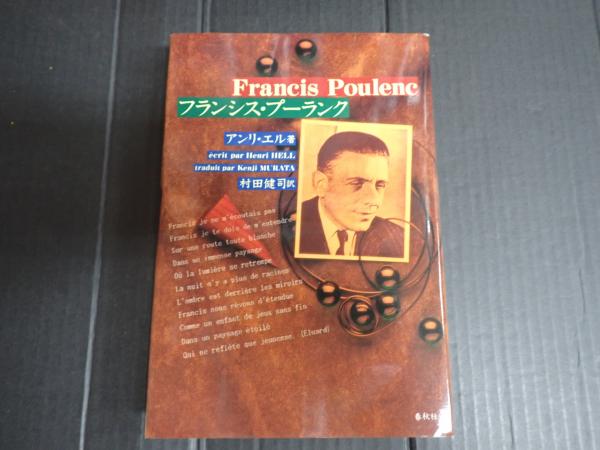 Francis Poulenc
フランシス・プーランク
アンリ・エル著
écrit par Henri HELL
traduit par Kenji MURATA
村田健司訳
Francis je ne m'écoutais pas
Francis je te dois de m'entendre
Sur une route toute blanche
Dans un immense paysage
Où la lumière se retrempe
La nuit n'y a plus de racines
L'ombre est derrière les miroirs
Francis nous rêvons d'étendue
Comme un enfant de jeux sans fin
Dans un paysage étoilé
Qui ne reflète que jeunesse. (Eluard)
春秋社